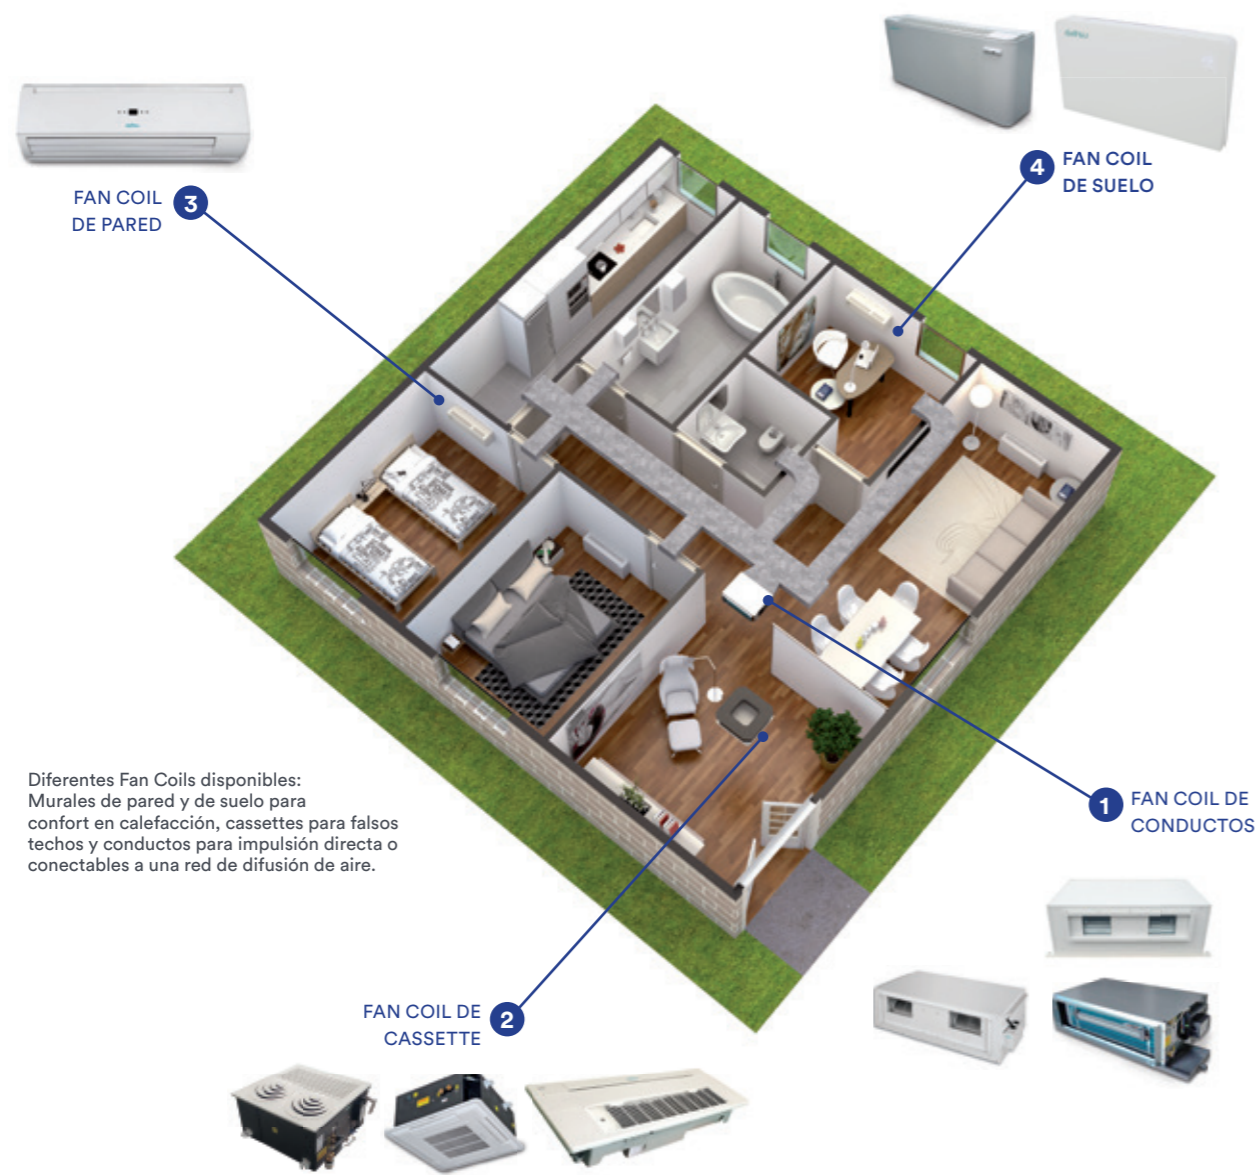 FAN COIL
DE PARED
3
4
FAN COIL
DE SUELO
Diferentes Fan Coils disponibles:
Murales de pared y de suelo para
confort en calefacción, cassettes para falsos
techos y conductos para impulsión directa o
conectables a una red de difusión de aire.
1
FAN COIL DE
CONDUCTOS
FAN COIL DE
CASSETTE
2